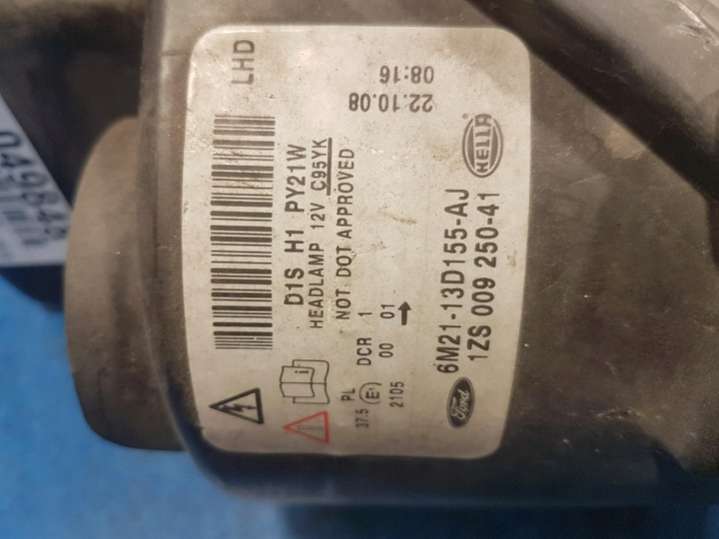 LHD
22.10.08
08:16
HELLA
D1S H1 PY21W
HEADLAMP 12V C95YK
NOT DOT APPROVED
37.5 PL DCR 1
E1 00 01
2105
Ford
6M21-13D155-AJ
1ZS 009 250-41
049848